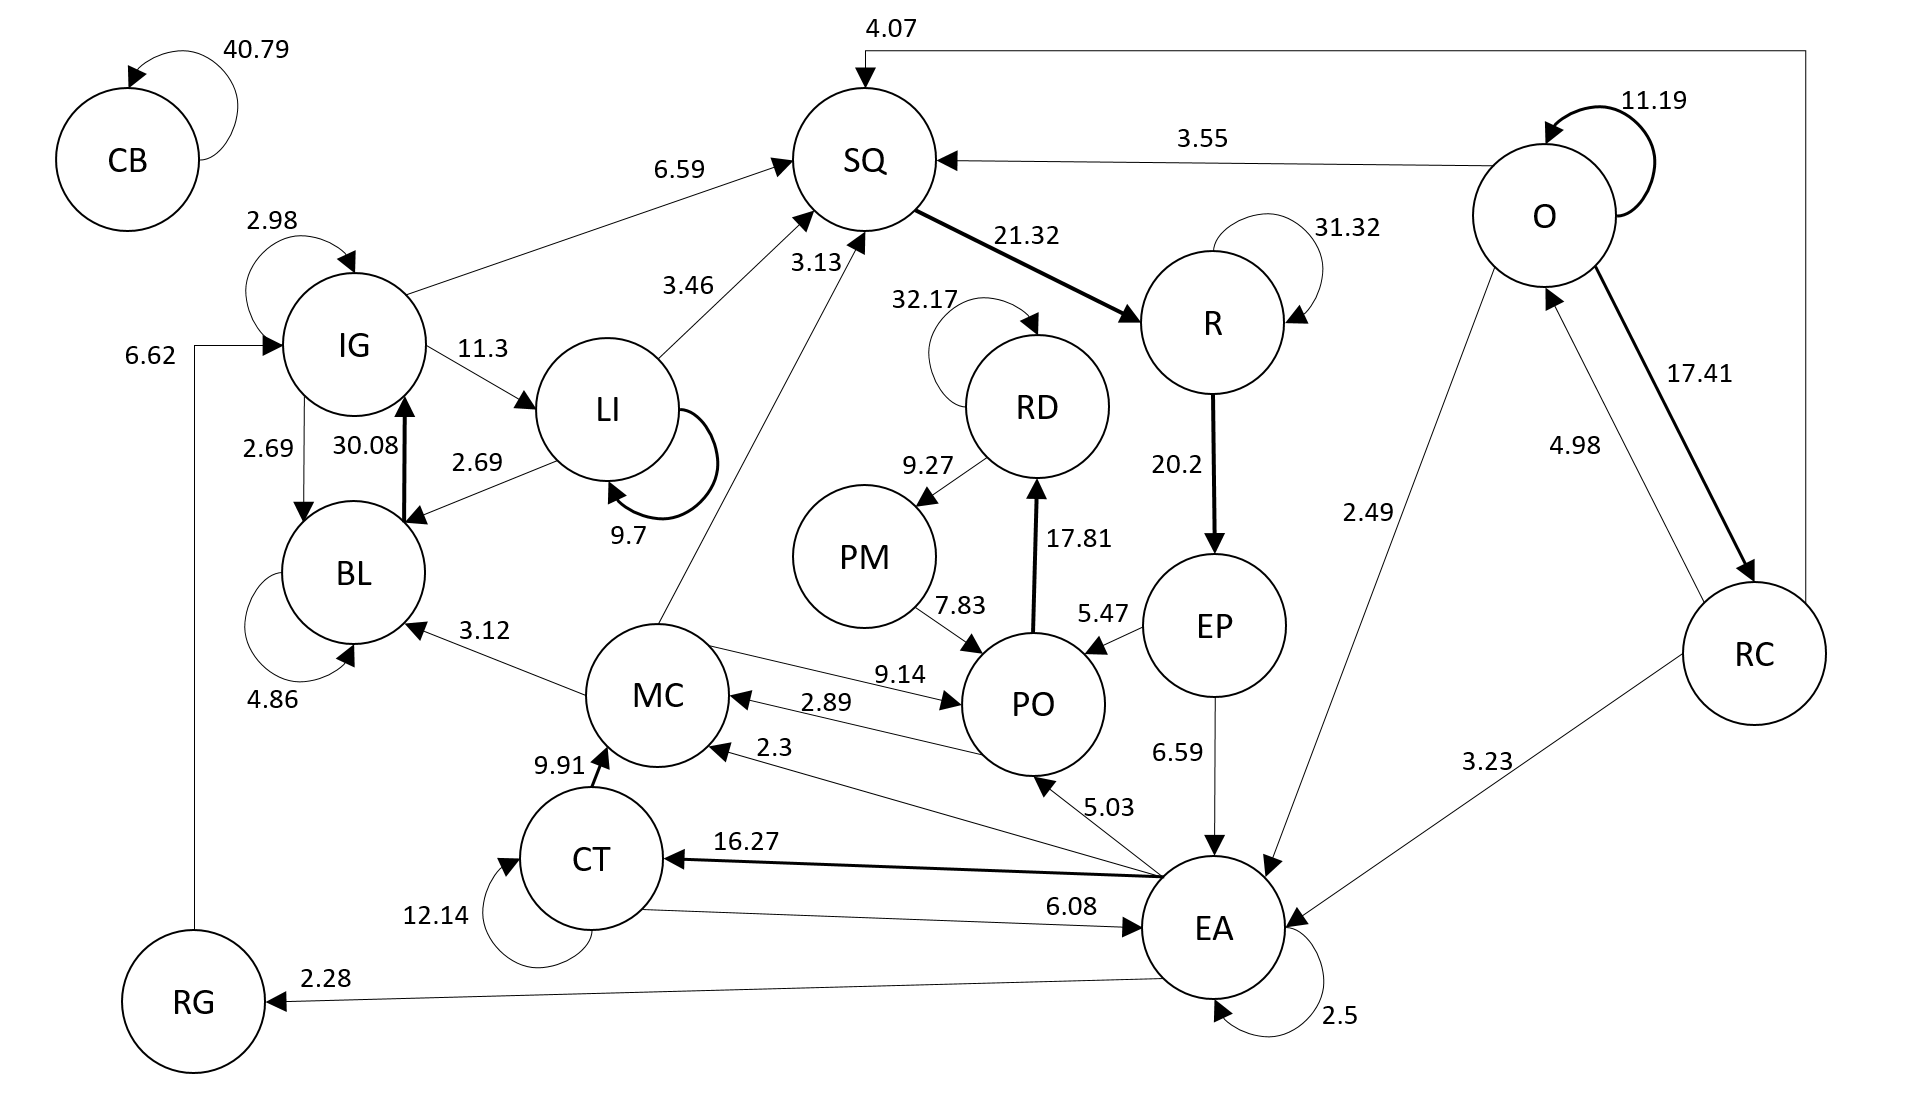 4.07
40.79
11.19
3.55
CB
SQ
6.59
O
2.98
21.32
31.32
3.13
3.46
32.17
R
6.62
IG
11.3
17.41
LI
RD
2.69
30.08
2.69
9.27
20.2
4.98
9.7
17.81
2.49
BL
PM
7.83
5.47
3.12
EP
RC
4.86
MC
9.14
2.89
PO
2.3
6.59
9.91
3.23
5.03
16.27
CT
12.14
6.08
EA
2.28
RG
2.5